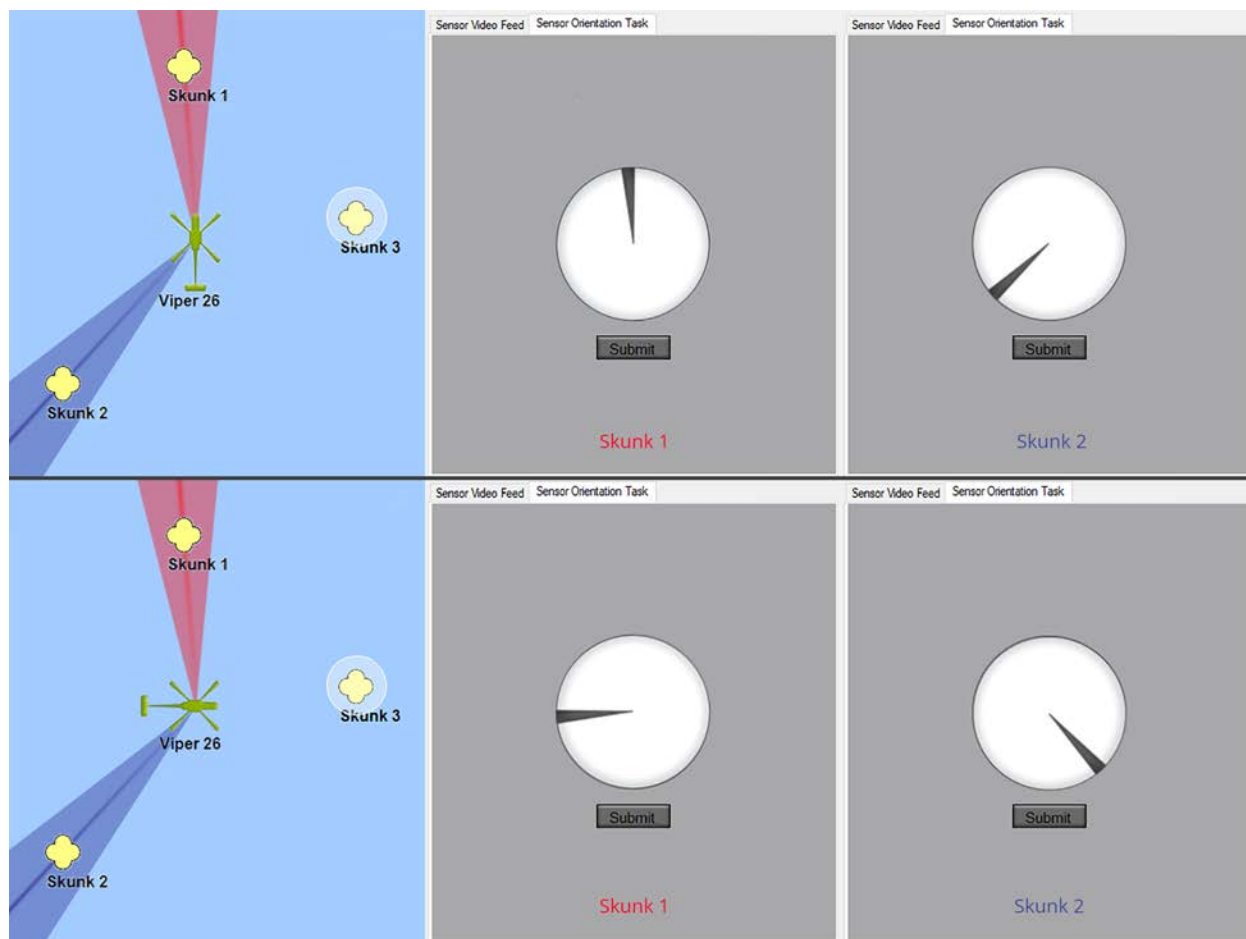 Sensor Video Feed Sensor Orientation Task
Sensor Video Feed Sensor Orientation Task
Skunk 1
Skunk 3
Viper 26
Skunk 2
Submit
Submit
Skunk 1
Skunk 2
Sensor Video Feed Sensor Orientation Task
Sensor Video Feed Sensor Orientation Task
Skunk 1
Skunk 3
Viper 26
Skunk 2
Submit
Submit
Skunk 1
Skunk 2